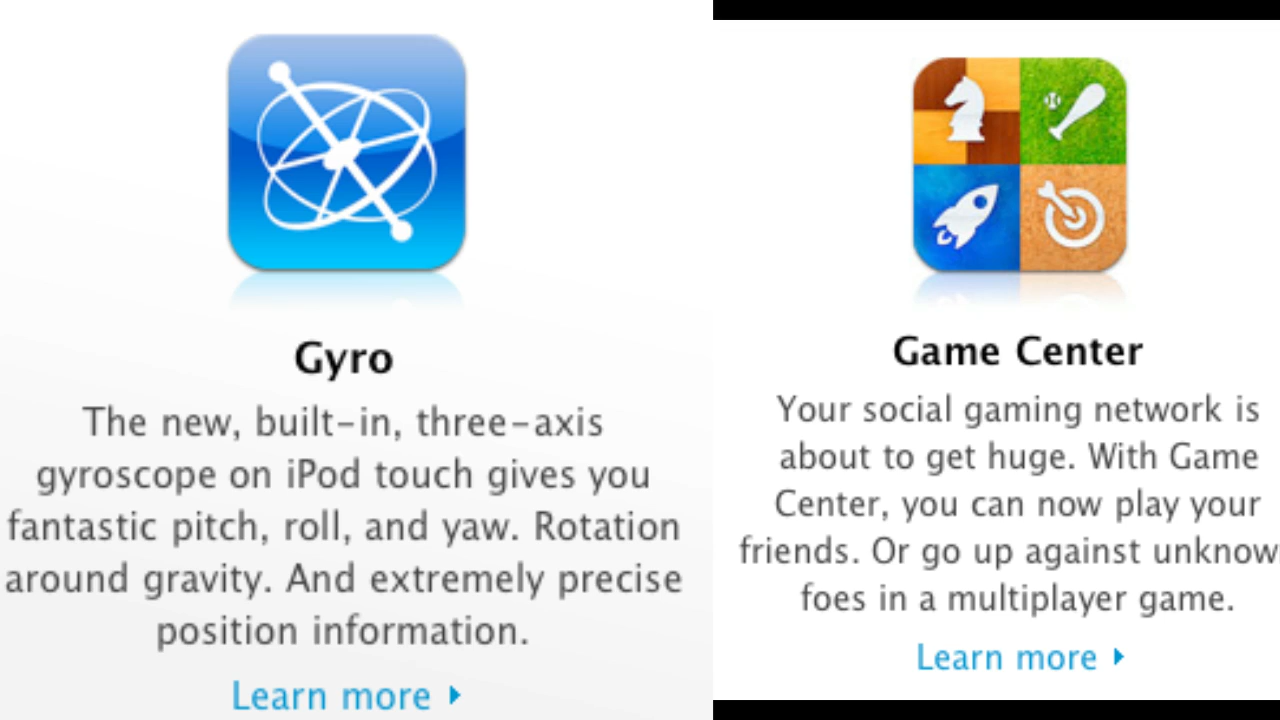 Gyro
The new, built-in, three-axis
gyroscope on iPod touch gives you
fantastic pitch, roll, and yaw. Rotation
around gravity. And extremely precise
position information.
Learn more
Game Center
Your social gaming network is
about to get huge. With Game
Center, you can now play your
friends. Or go up against unknow
foes in a multiplayer game.
Learn more